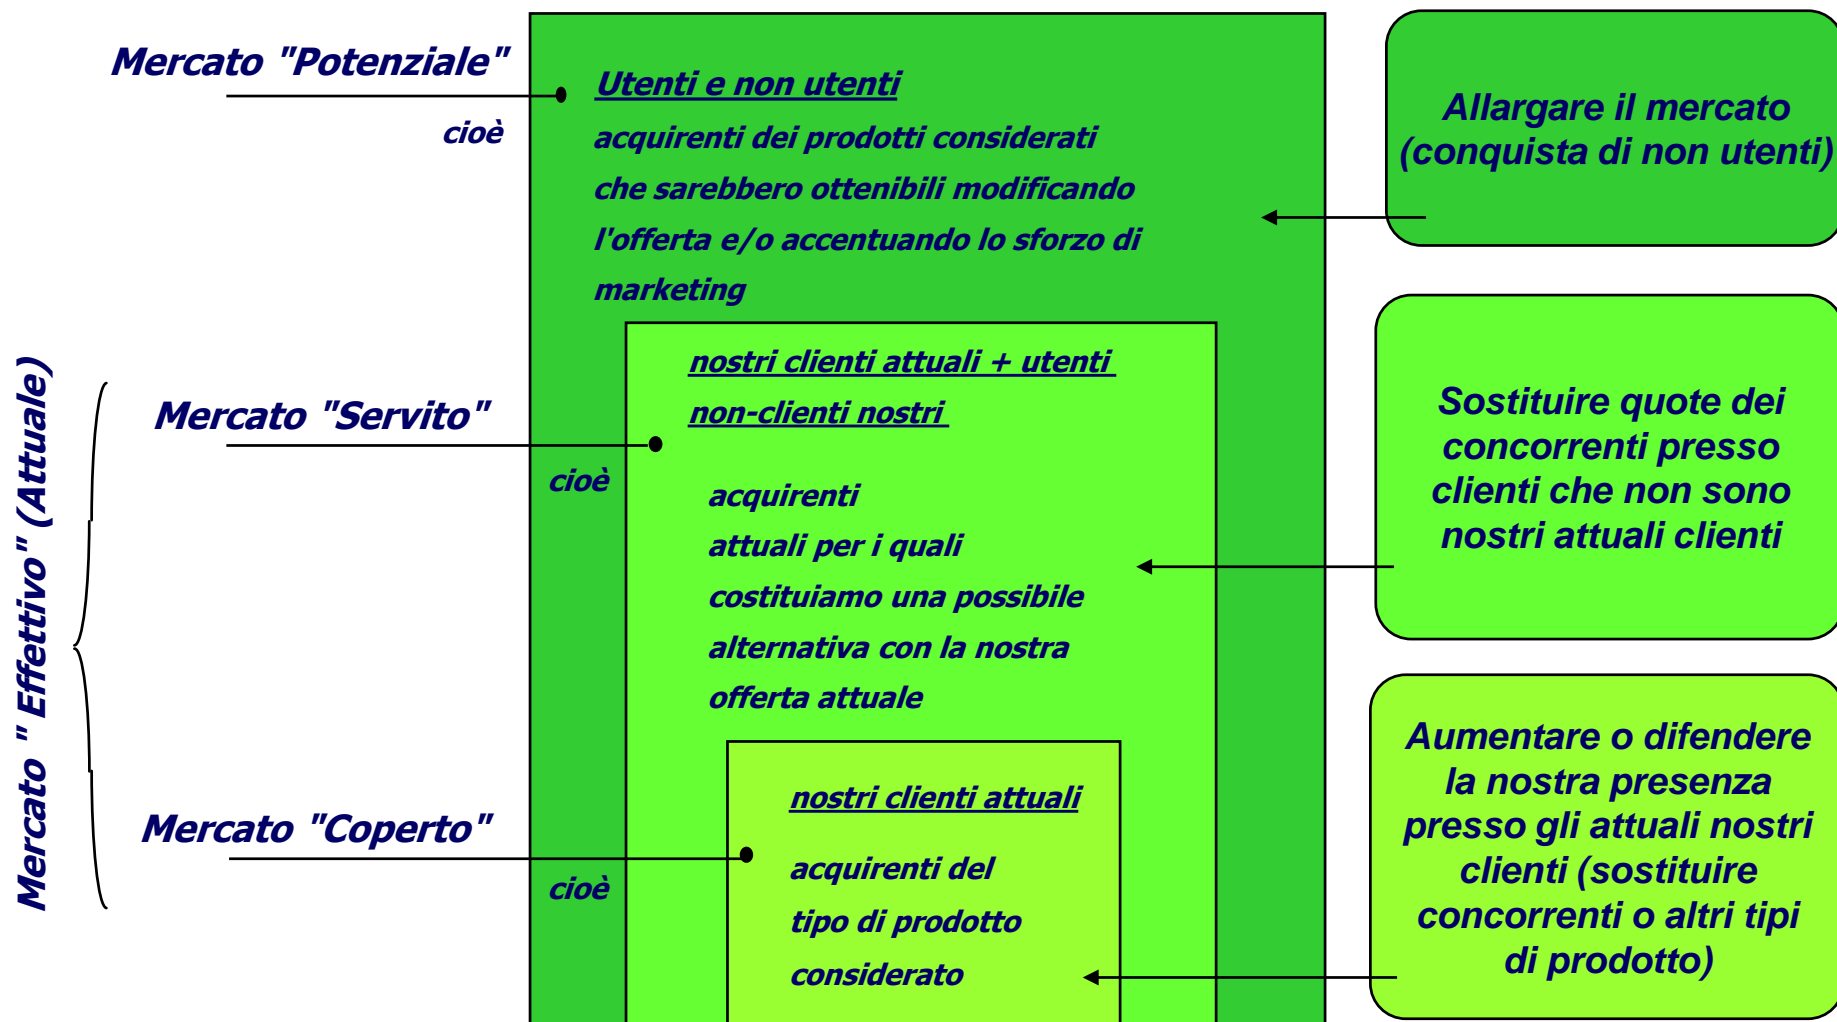 Mercato "Potenziale"
cioè
Utenti e non utenti
acquirenti dei prodotti considerati
che sarebbero ottenibili modificando
l'offerta e/o accentuando lo sforzo di
marketing
Allargare il mercato
(conquista di non utenti)
Mercato " Effettivo" (Attuale)
Mercato "Servito"
cioè
nostri clienti attuali + utenti
non-clienti nostri
acquirenti
attuali per i quali
costituiamo una possibile
alternativa con la nostra
offerta attuale
Sostituire quote dei
concorrenti presso
clienti che non sono
nostri attuali clienti
Mercato "Coperto"
cioè
nostri clienti attuali
acquirenti del
tipo di prodotto
considerato
Aumentare o difendere
la nostra presenza
presso gli attuali nostri
clienti (sostituire
concorrenti o altri tipi
di prodotto)